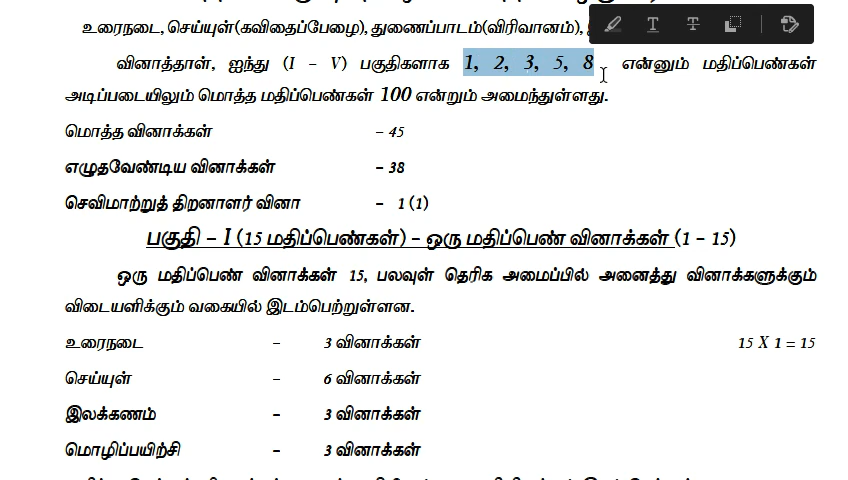 உரைநடை, செய்யுள்(கவிதைப்பேழை), துணைப்பாடம்(விரிவானம்),
வினாத்தாள், ஐந்து (I – V) பகுதிகளாக 1, 2, 3, 5, 8 என்னும் மதிப்பெண்கள்
அடிப்படையிலும் மொத்த மதிப்பெண்கள் 100 என்றும் அமைந்துள்ளது.
மொத்த வினாக்கள் – 45
எழுதவேண்டிய வினாக்கள் – 38
செவிமாற்றுத் திறனாளர் வினா – 1 (1)
பகுதி – I (15 மதிப்பெண்கள்) – ஒரு மதிப்பெண் வினாக்கள் (1 – 15)
ஒரு மதிப்பெண் வினாக்கள் 15, பலவுள் தெரிக அமைப்பில் அனைத்து வினாக்களுக்கும்
விடையளிக்கும் வகையில் இடம்பெற்றுள்ளன.
உரைநடை – 3 வினாக்கள் 15 X 1 = 15
செய்யுள் – 6 வினாக்கள்
இலக்கணம் – 3 வினாக்கள்
மொழிப்பயிற்சி – 3 வினாக்கள்